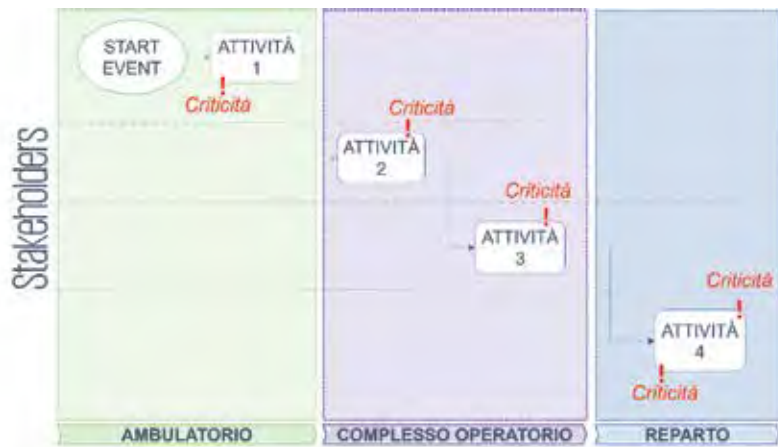 START
EVENT
ATTIVITÀ
1
!
Criticità
Criticità
!
ATTIVITÀ
2
Criticità
!
ATTIVITÀ
3
Criticità
!
ATTIVITÀ
4
!
Criticità
Stakeholders
AMBULATORIO
COMPLESSO OPERATORIO
REPARTO